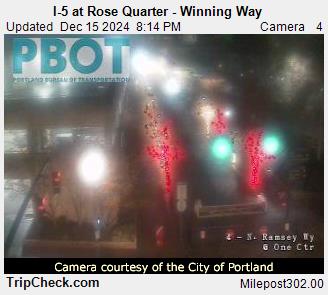 I-5 at Rose Quarter - Winning Way
Updated Dec 15 2024 8:14 PM Camera 4
PBOT
PORTLAND BUREAU OF TRANSPORTATION
4 - N. Ramsey Wy
@ One Ctr
Camera courtesy of the City of Portland
TripCheck.com Milepost302.00